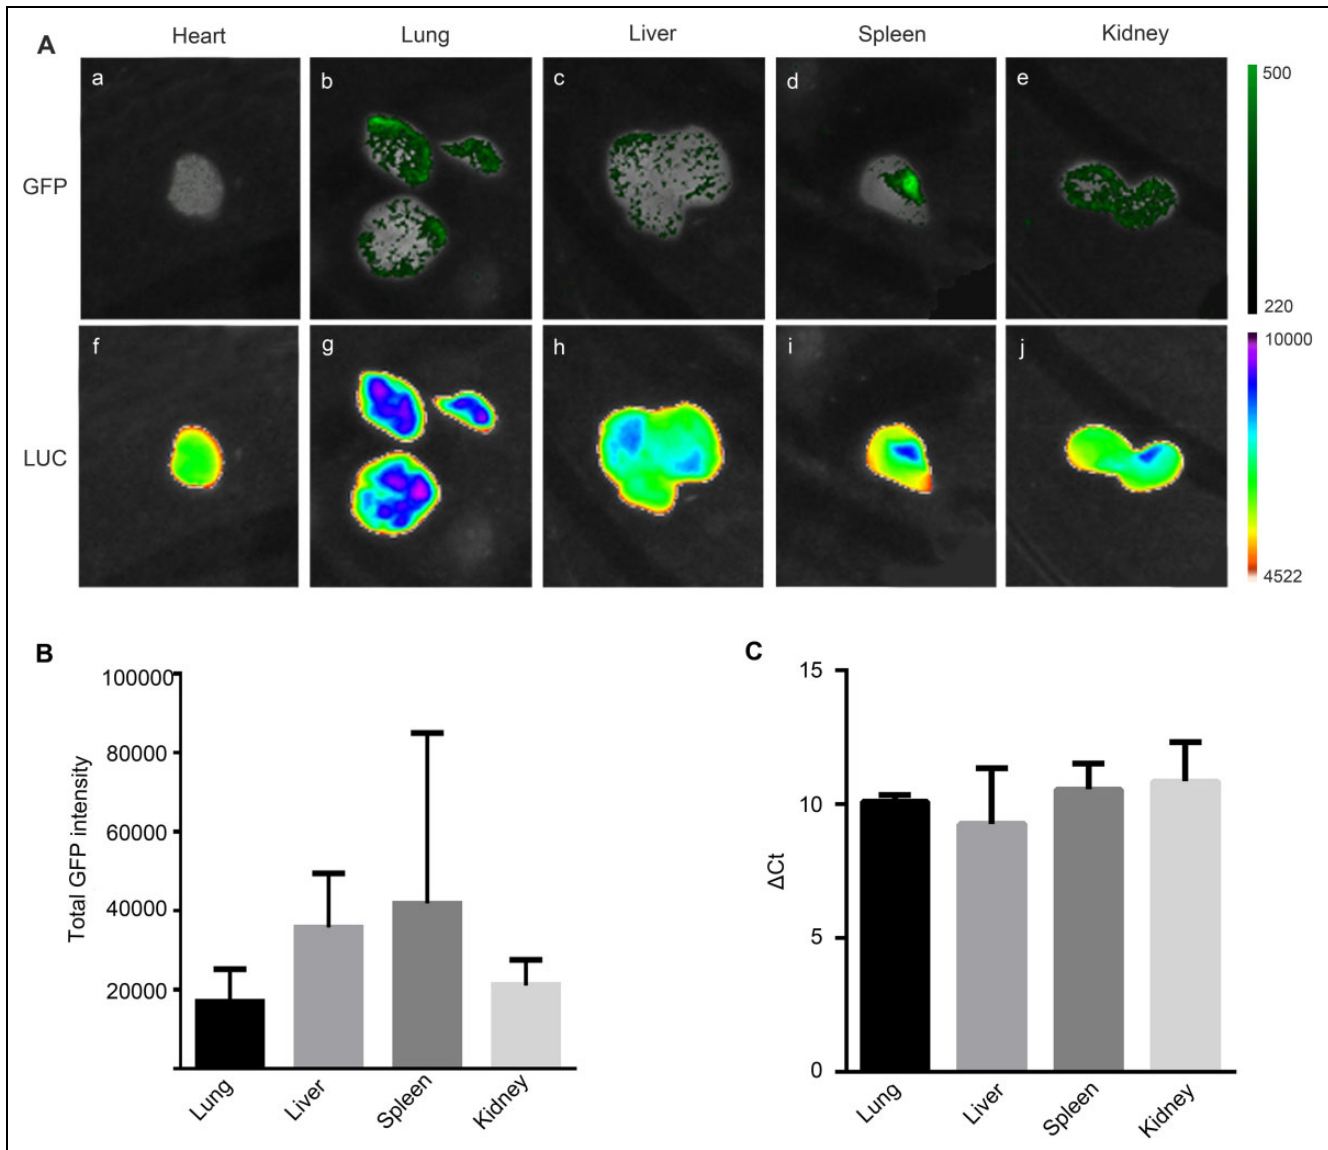 A
Heart Lung Liver Spleen Kidney
a b c d e
GFP
500
220
f g h i j
LUC
10000
4522
B
Total GFP intensity
100000
80000
60000
40000
20000
Lung Liver Spleen Kidney
C
ΔCt
15
10
5
0
Lung Liver Spleen Kidney